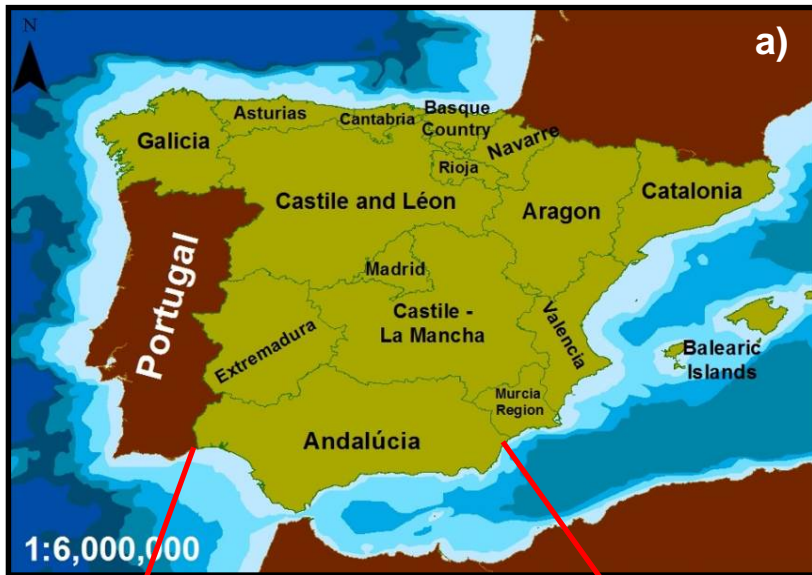 N
a)
Asturias
Cantabria
Basque
Country
Galicia
Navarre
Rioja
Castile and Léon
Aragon
Catalonia
Portugal
Madrid
Castile -
La Mancha
Valencia
Extremadura
Balearic
Islands
Murcia
Region
Andalúcia
1:6,000,000